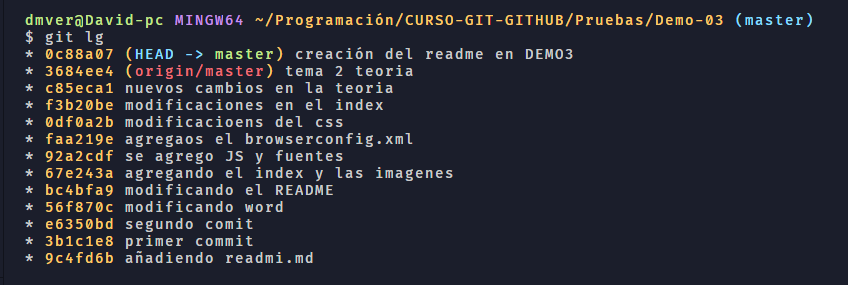 dmver@David-pc MINGW64 ~/Programación/CURSO-GIT-GITHUB/Pruebas/Demo-03 (master)
$ git lg
* 0c88a07 (HEAD -> master) creación del readme en DEMO3
* 3684ee4 (origin/master) tema 2 teoria
* c85eca1 nuevos cambios en la teoria
* f3b20be modificaciones en el index
* 0df0a2b modificacioens del css
* faa219e agregaos el browserconfig.xml
* 92a2cdf se agrego JS y fuentes
* 67e243a agregando el index y las imagenes
* bc4bfa9 modificando el README
* 56f870c modificando word
* e6350bd segundo comit
* 3b1c1e8 primer commit
* 9c4fd6b añadiendo readmi.md